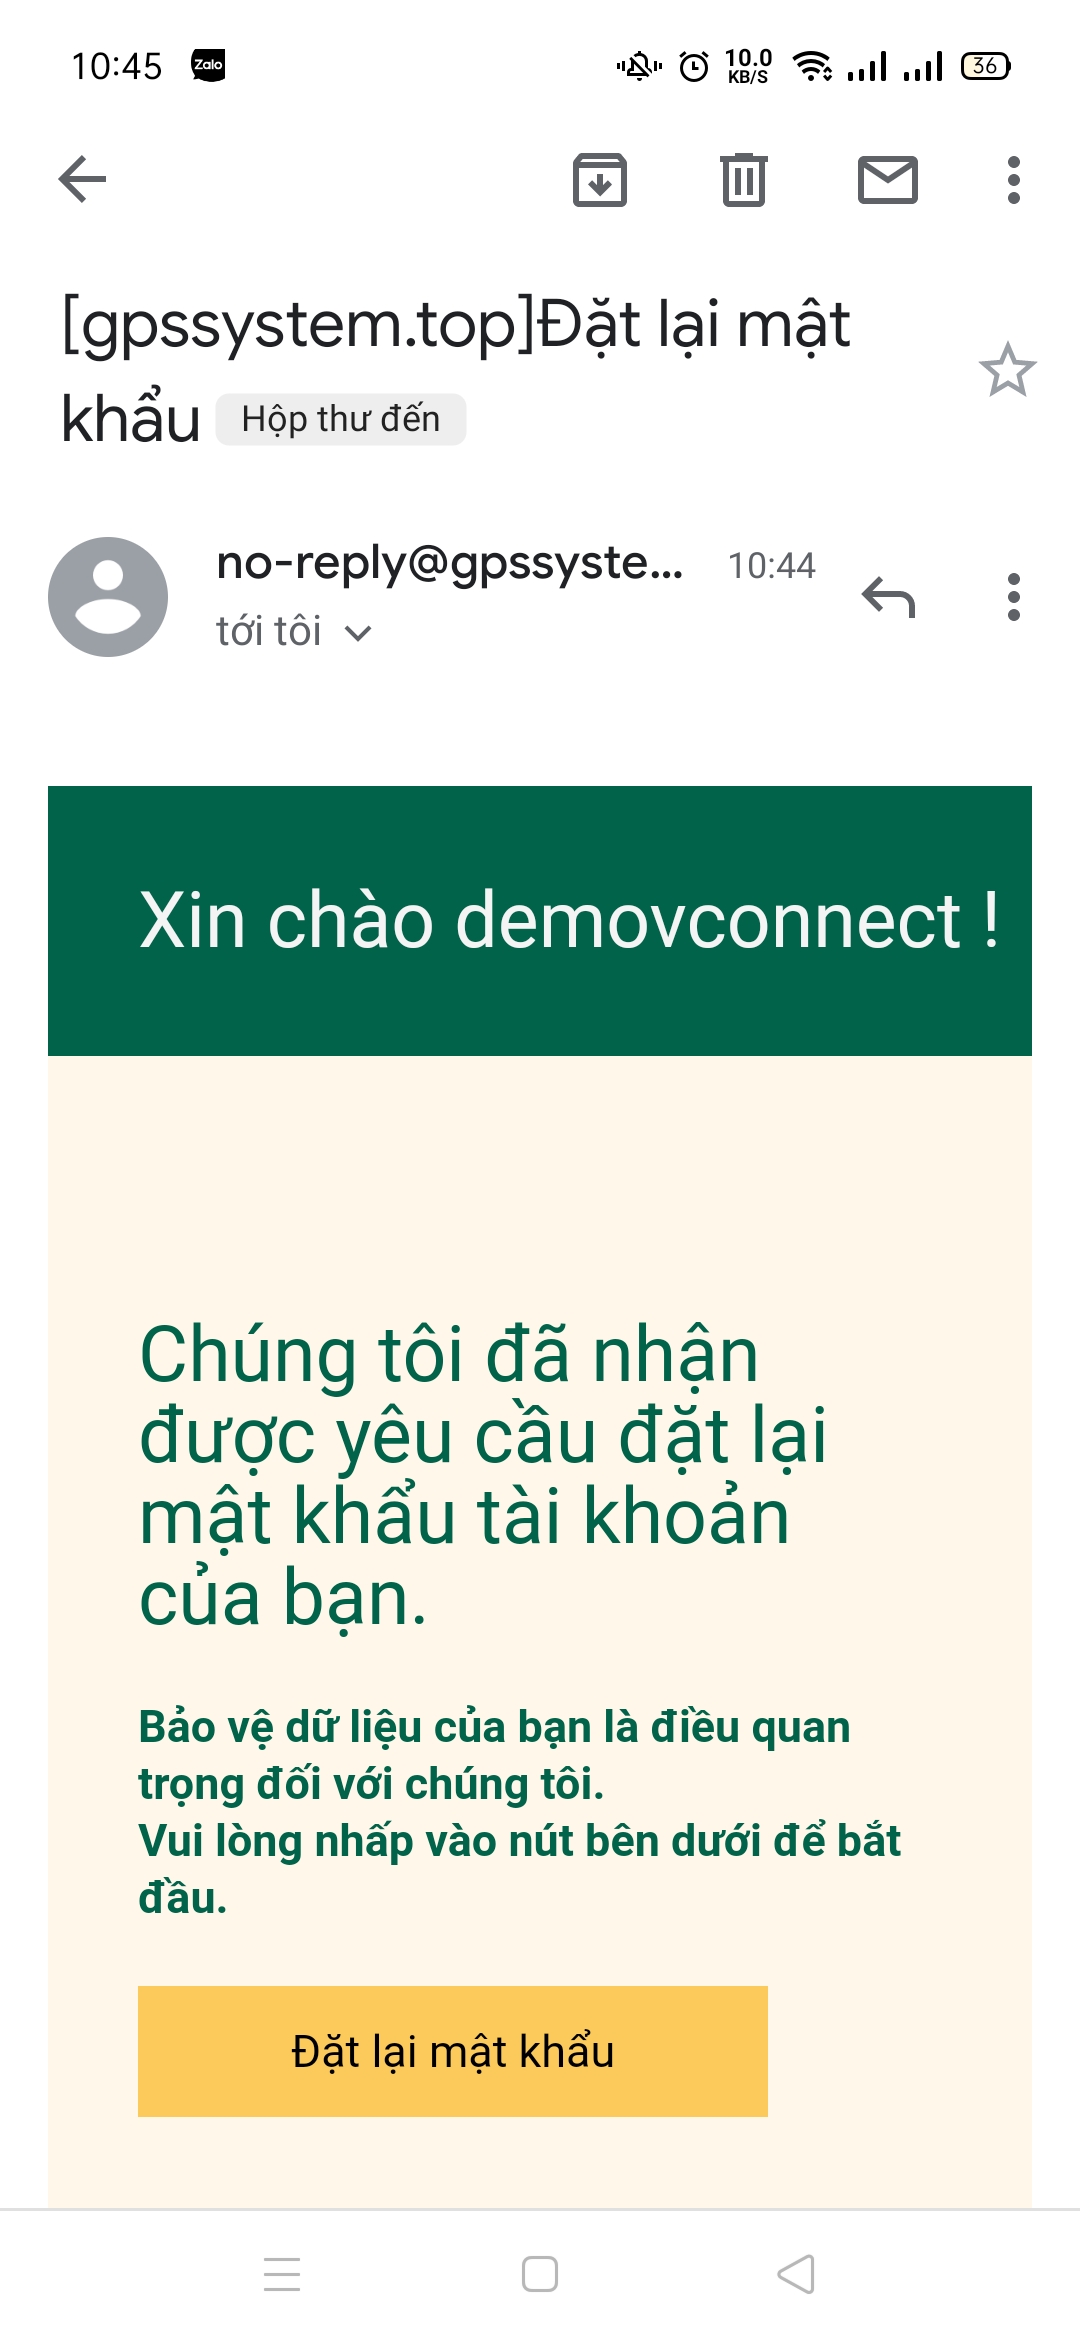 10:45
Zalo
10.0
KB/S
36
[gpssystem.top]Đặt lại mật
khẩu Hộp thư đến
no-reply@gpssyste... 10:44
tới tôi
Xin chào demovconnect !
Chúng tôi đã nhận
được yêu cầu đặt lại
mật khẩu tài khoản
của bạn.
Bảo vệ dữ liệu của bạn là điều quan
trọng đối với chúng tôi.
Vui lòng nhấp vào nút bên dưới để bắt
đầu.
Đặt lại mật khẩu